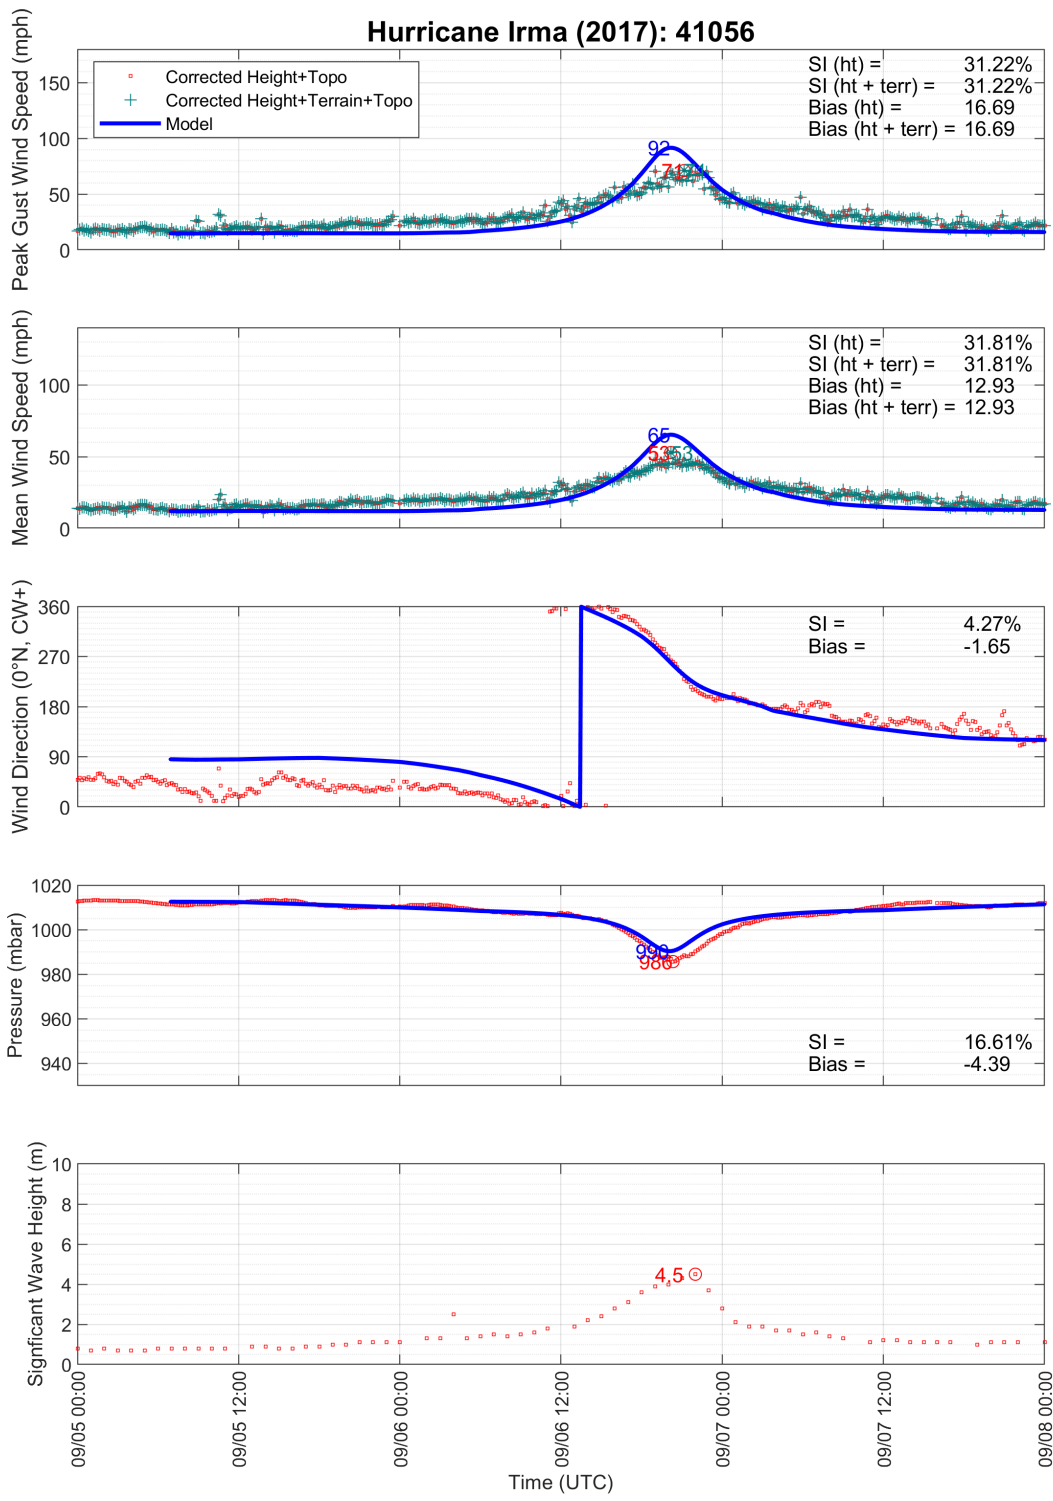 Hurricane Irma (2017): 41056
Peak Gust Wind Speed (mph)
150
100
50
0
Corrected Height+Topo
Corrected Height+Terrain+Topo
Model
SI (ht) = 31.22%
SI (ht + terr) = 31.22%
Bias (ht) = 16.69
Bias (ht + terr) = 16.69
92
71
Mean Wind Speed (mph)
100
50
0
SI (ht) = 31.81%
SI (ht + terr) = 31.81%
Bias (ht) = 12.93
Bias (ht + terr) = 12.93
65
53 53
Wind Direction (0°N, CW+)
360
270
180
90
0
SI = 4.27%
Bias = -1.65
Pressure (mbar)
1020
1000
980
960
940
990
986
SI = 16.61%
Bias = -4.39
Signficant Wave Height (m)
10
8
6
4
2
0
4.5
09/05 00:00
09/05 12:00
09/06 00:00
09/06 12:00
09/07 00:00
09/07 12:00
09/08 00:00
Time (UTC)